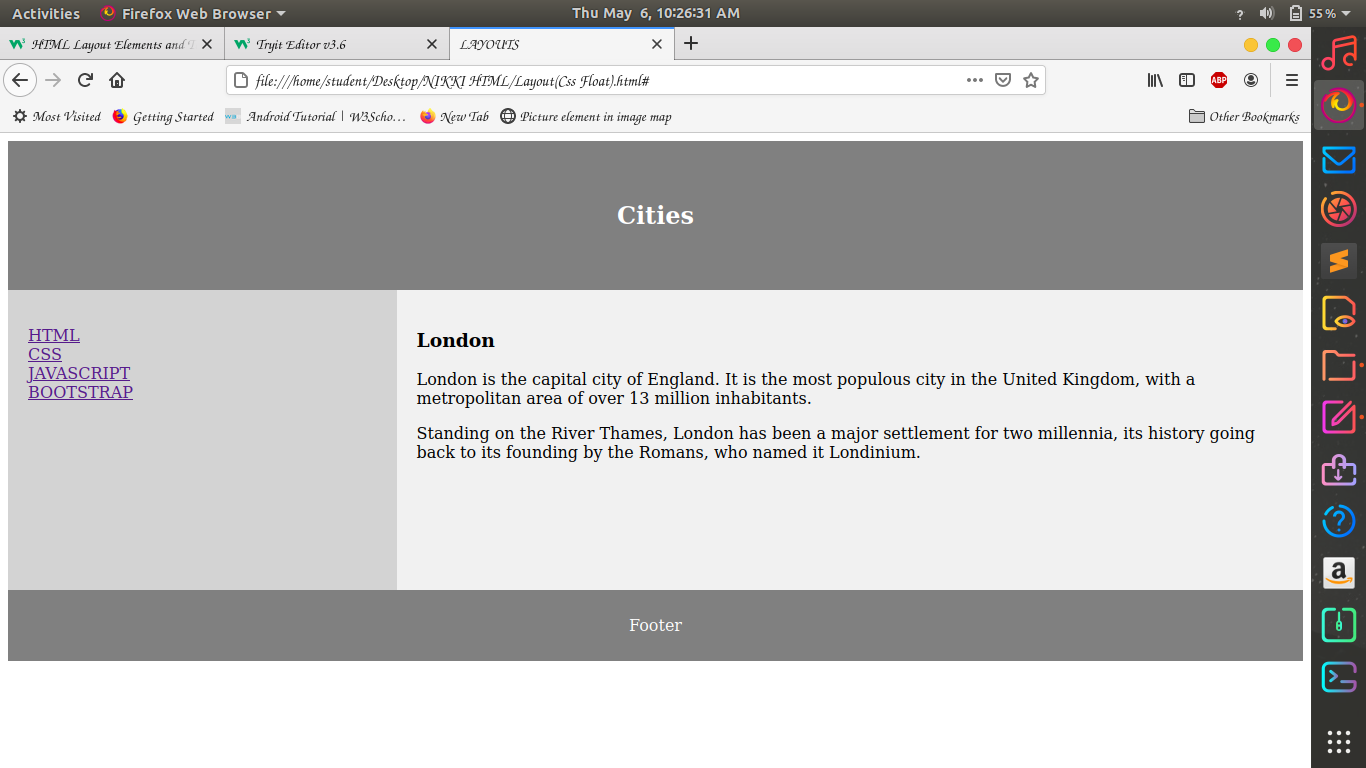 Activities Firefox Web Browser Thu May 6, 10:26:31 AM ? 55 %
HTML Layout Elements and Tryit Editor v3.6 LAYOUTS
file:///home/student/Desktop/NIKKI HTML/Layout(Css Float).html# ABP
Most Visited Getting Started Android Tutorial | W3Scho… New Tab Picture element in image map Other Bookmarks
Cities
HTML
CSS
JAVASCRIPT
BOOTSTRAP
London
London is the capital city of England. It is the most populous city in the United Kingdom, with a
metropolitan area of over 13 million inhabitants.
Standing on the River Thames, London has been a major settlement for two millennia, its history going
back to its founding by the Romans, who named it Londinium.
Footer